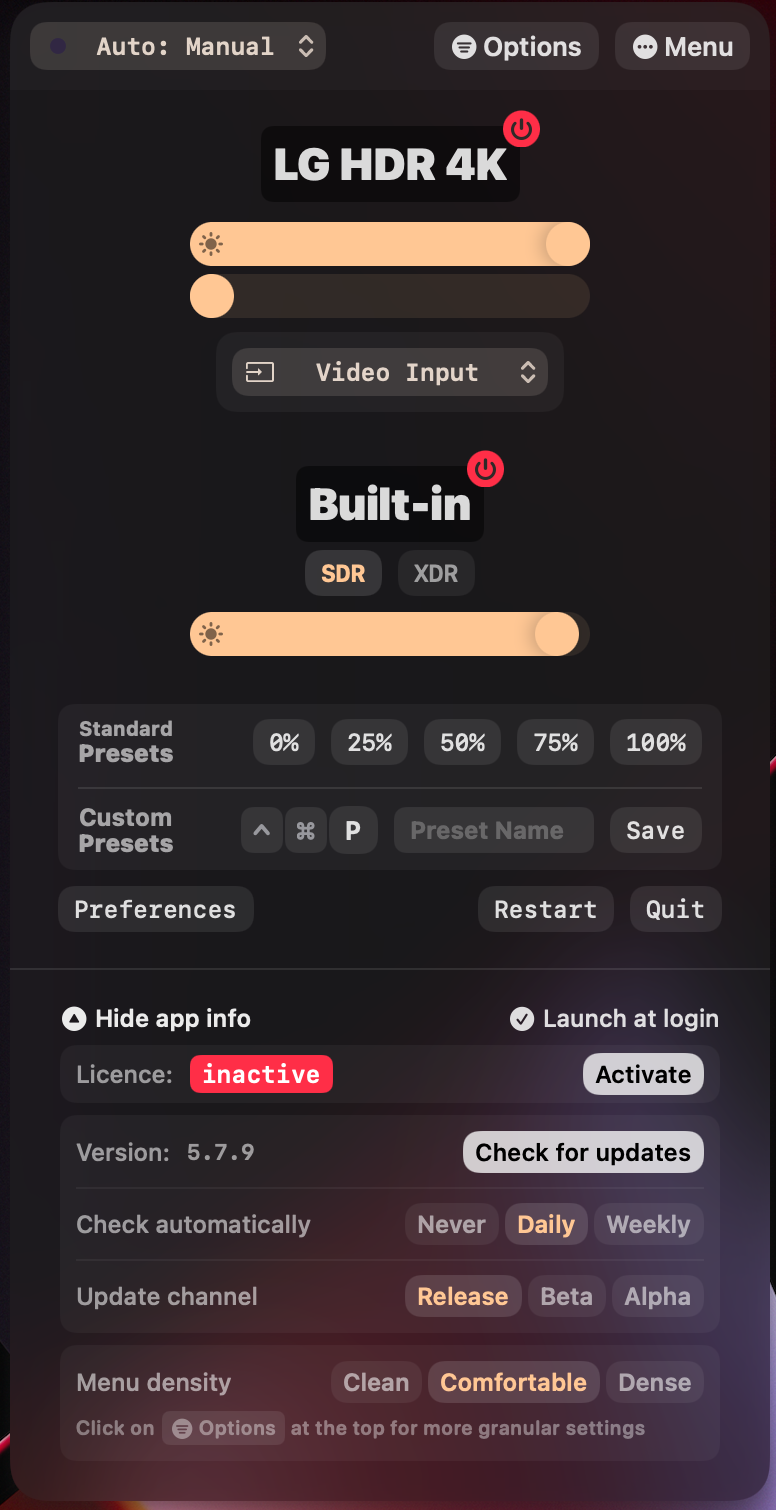 Auto: Manual
Options
Menu
LG HDR 4K
Video Input
Built-in
SDR
XDR
Standard
Presets
0%
25%
50%
75%
100%
Custom
Presets
^
⌘
P
Preset Name
Save
Preferences
Restart
Quit
Hide app info
Launch at login
Licence: inactive
Activate
Version: 5.7.9
Check for updates
Check automatically
Never
Daily
Weekly
Update channel
Release
Beta
Alpha
Menu density
Clean
Comfortable
Dense
Click on Options at the top for more granular settings